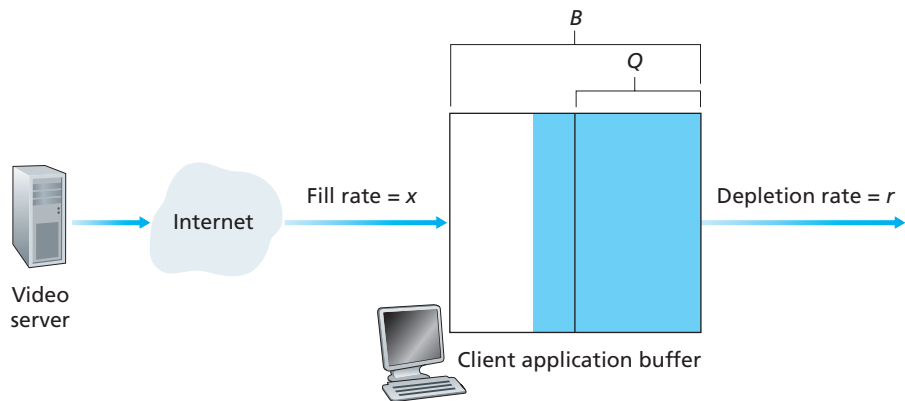 B
Q
Fill rate = x
Depletion rate = r
Internet
Video
server
Client application buffer